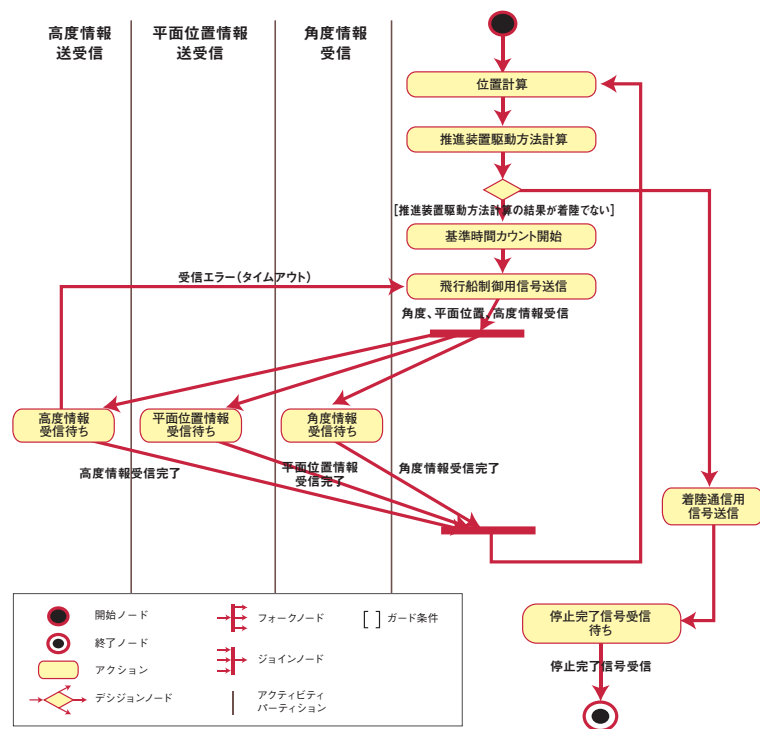 高度情報
送受信
平面位置情報
送受信
角度情報
受信
位置計算
推進装置駆動方法計算
[推進装置駆動方法計算の結果が着陸でない]
基準時間カウント開始
受信エラー(タイムアウト)
飛行船制御用信号送信
角度、平面位置、高度情報受信
高度情報
受信待ち
平面位置情報
受信待ち
角度情報
受信待ち
高度情報受信完了
平面位置情報
受信完了
角度情報受信完了
着陸通信用
信号送信
停止完了信号受信
待ち
停止完了信号受信
開始ノード
終了ノード
アクション
デシジョンノード
フォークノード
ジョインノード
アクティビティ
パーティション
[ ] ガード条件